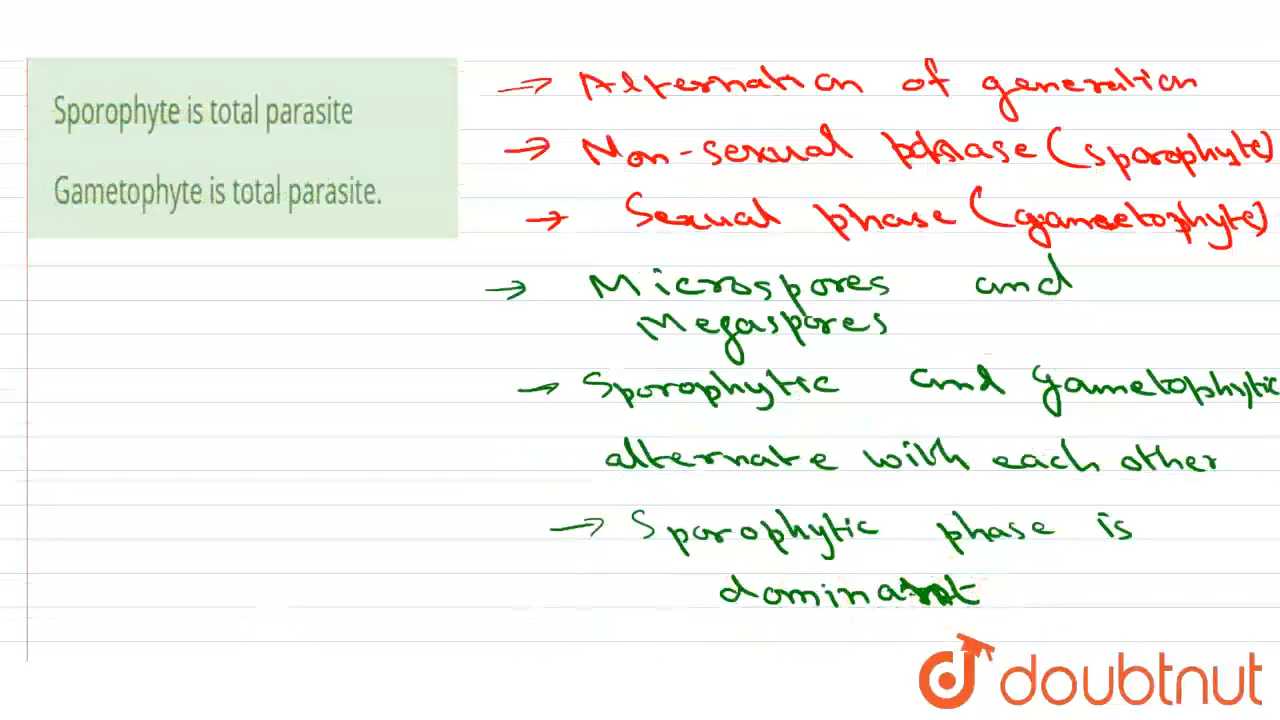 Sporophyte is total parasite
Gametophyte is total parasite.
→ Alternation of generation
→ Non-sexual phase (sporophyte)
→ Sexual phase (gametophyte)
→ Microspores and
Megaspores
→ Sporophytic and gametophytic
alternate with each other
→ Sporophytic phase is
dominant
doubtnut